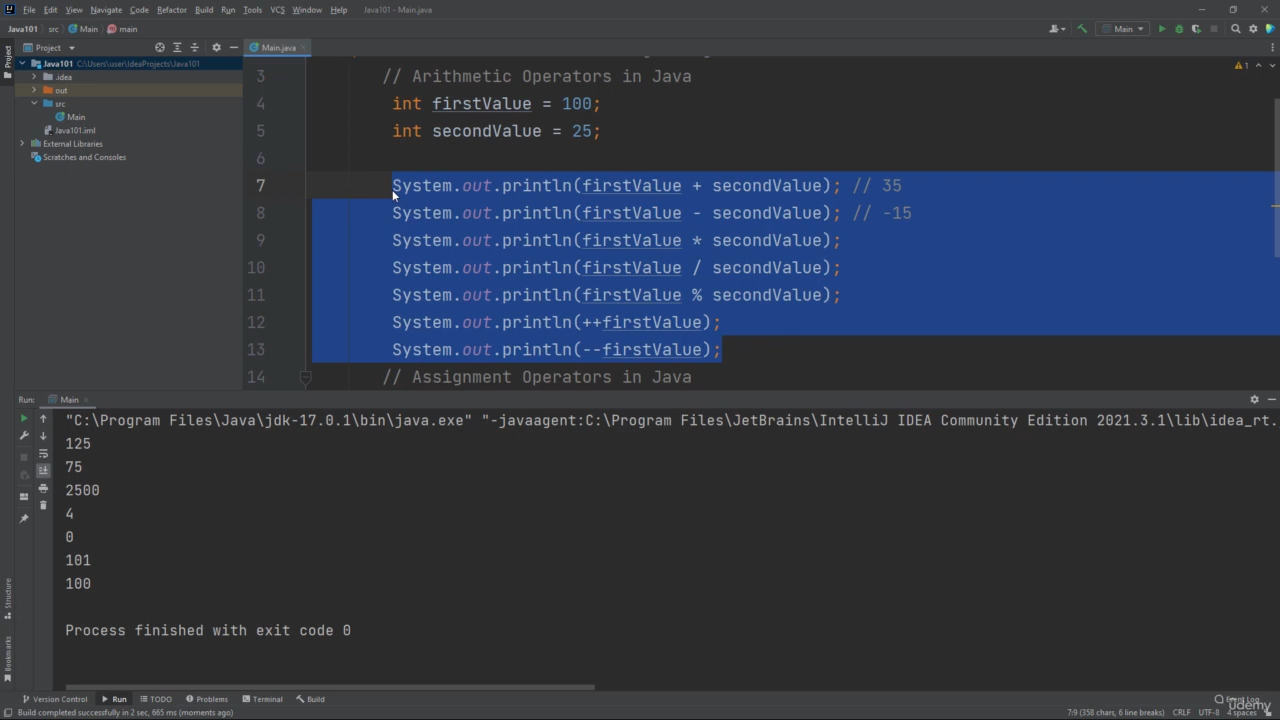 File Edit View Navigate Code Refactor Build Run Tools VCS Window Help Java101 - Main.java
Java101 src Main main Main
Project Main.java
Project
Java101 C:\Users\user\IdeaProjects\Java101
.idea
out
src
Main
Java101.iml
External Libraries
Scratches and Consoles
1
3 // Arithmetic Operators in Java
4 int firstValue = 100;
5 int secondValue = 25;
6
7 System.out.println(firstValue + secondValue); // 35
8 System.out.println(firstValue - secondValue); // -15
9 System.out.println(firstValue * secondValue);
10 System.out.println(firstValue / secondValue);
11 System.out.println(firstValue % secondValue);
12 System.out.println(++firstValue);
13 System.out.println(--firstValue);
14 // Assignment Operators in Java
Run: Main
"C:\Program Files\Java\jdk-17.0.1\bin\java.exe" "-javaagent:C:\Program Files\JetBrains\IntelliJ IDEA Community Edition 2021.3.1\lib\idea_rt.
125
75
2500
4
0
101
100
Process finished with exit code 0
Structure
Bookmarks
Version Control Run TODO Problems Terminal Build Event Log
Build completed successfully in 2 sec, 665 ms (moments ago) 7:9 (358 chars, 6 line breaks) CRLF UTF-8 4 spaces
udemy